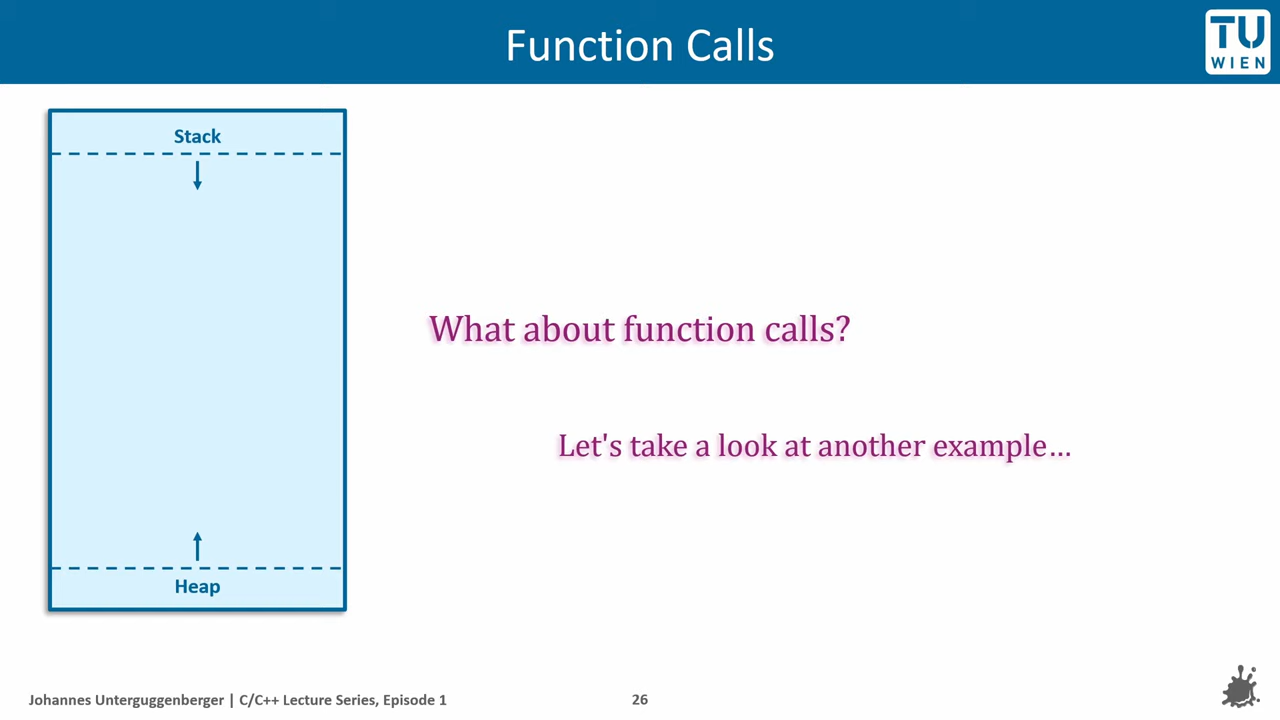 Function Calls
TU
WIEN
Stack
What about function calls?
Let's take a look at another example…
Heap
Johannes Unterguggenberger | C/C++ Lecture Series, Episode 1
26